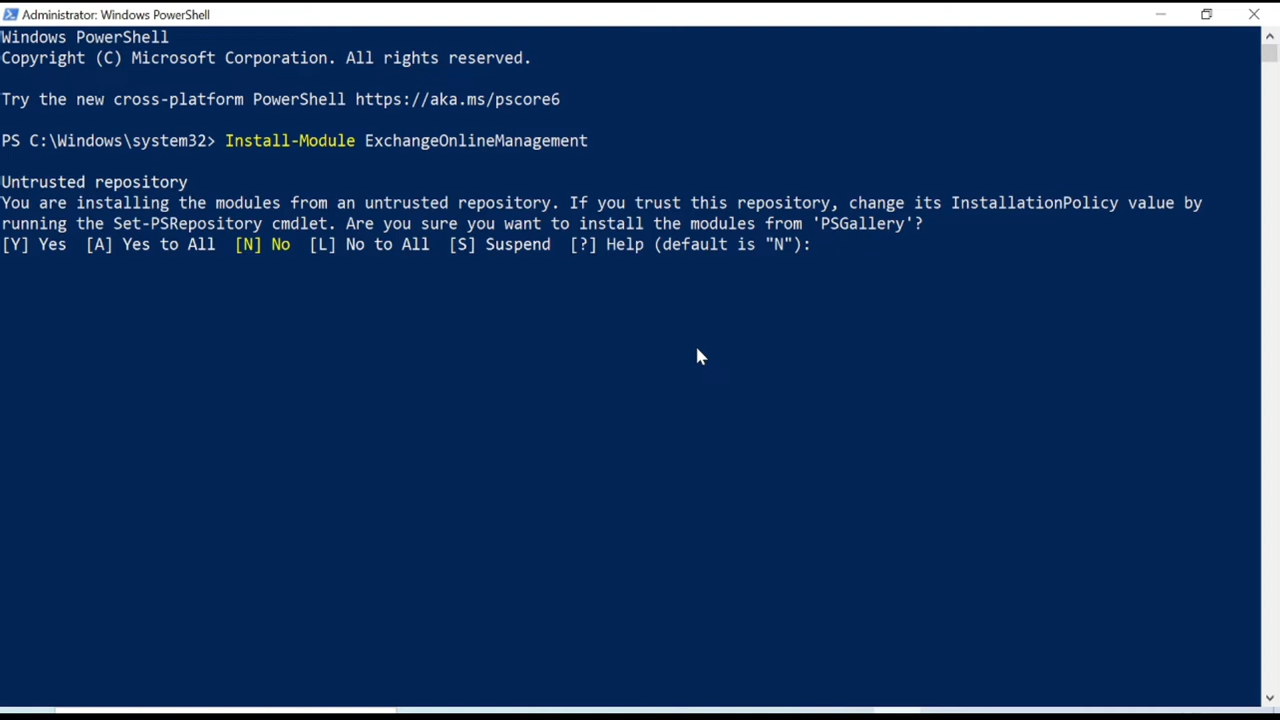 Administrator: Windows PowerShell
Windows PowerShell
Copyright (C) Microsoft Corporation. All rights reserved.
Try the new cross-platform PowerShell https://aka.ms/pscore6
PS C:\Windows\system32> Install-Module ExchangeOnlineManagement
Untrusted repository
You are installing the modules from an untrusted repository. If you trust this repository, change its InstallationPolicy value by
running the Set-PSRepository cmdlet. Are you sure you want to install the modules from 'PSGallery'?
[Y] Yes  [A] Yes to All  [N] No  [L] No to All  [S] Suspend  [?] Help (default is "N"):